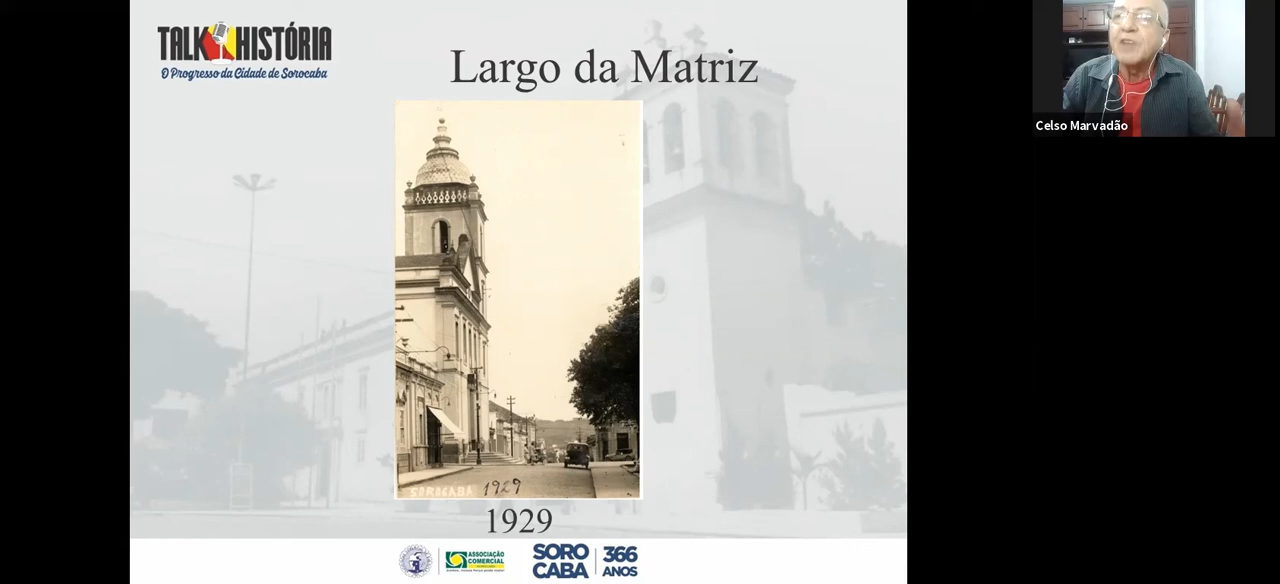 TALK HISTÓRIA
O Progresso da Cidade de Sorocaba
Largo da Matriz
Celso Marvadão
SOROCABA 1929
1929
ASSOCIAÇÃO
COMERCIAL
SORO
CABA
366
ANOS